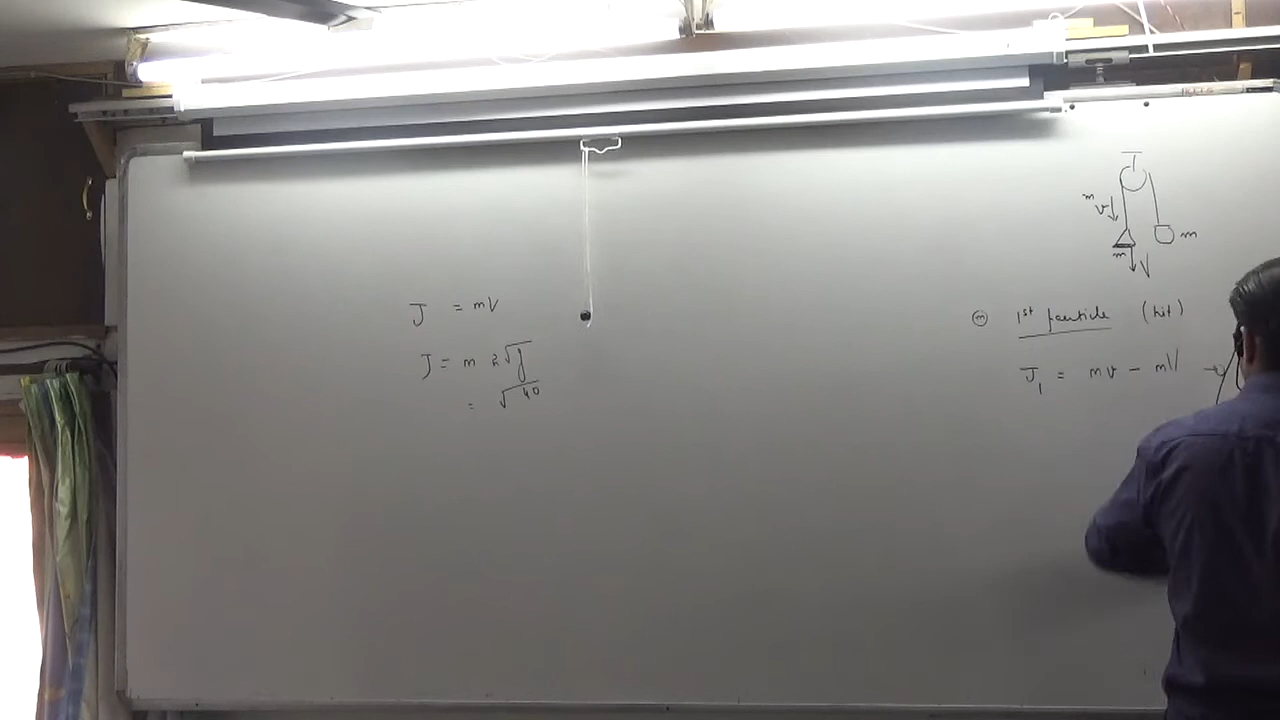 J = mV
J = m 2√g
= √40
m v
m
m
V
(m) 1st particle (hit)
J₁ = mv - mV →